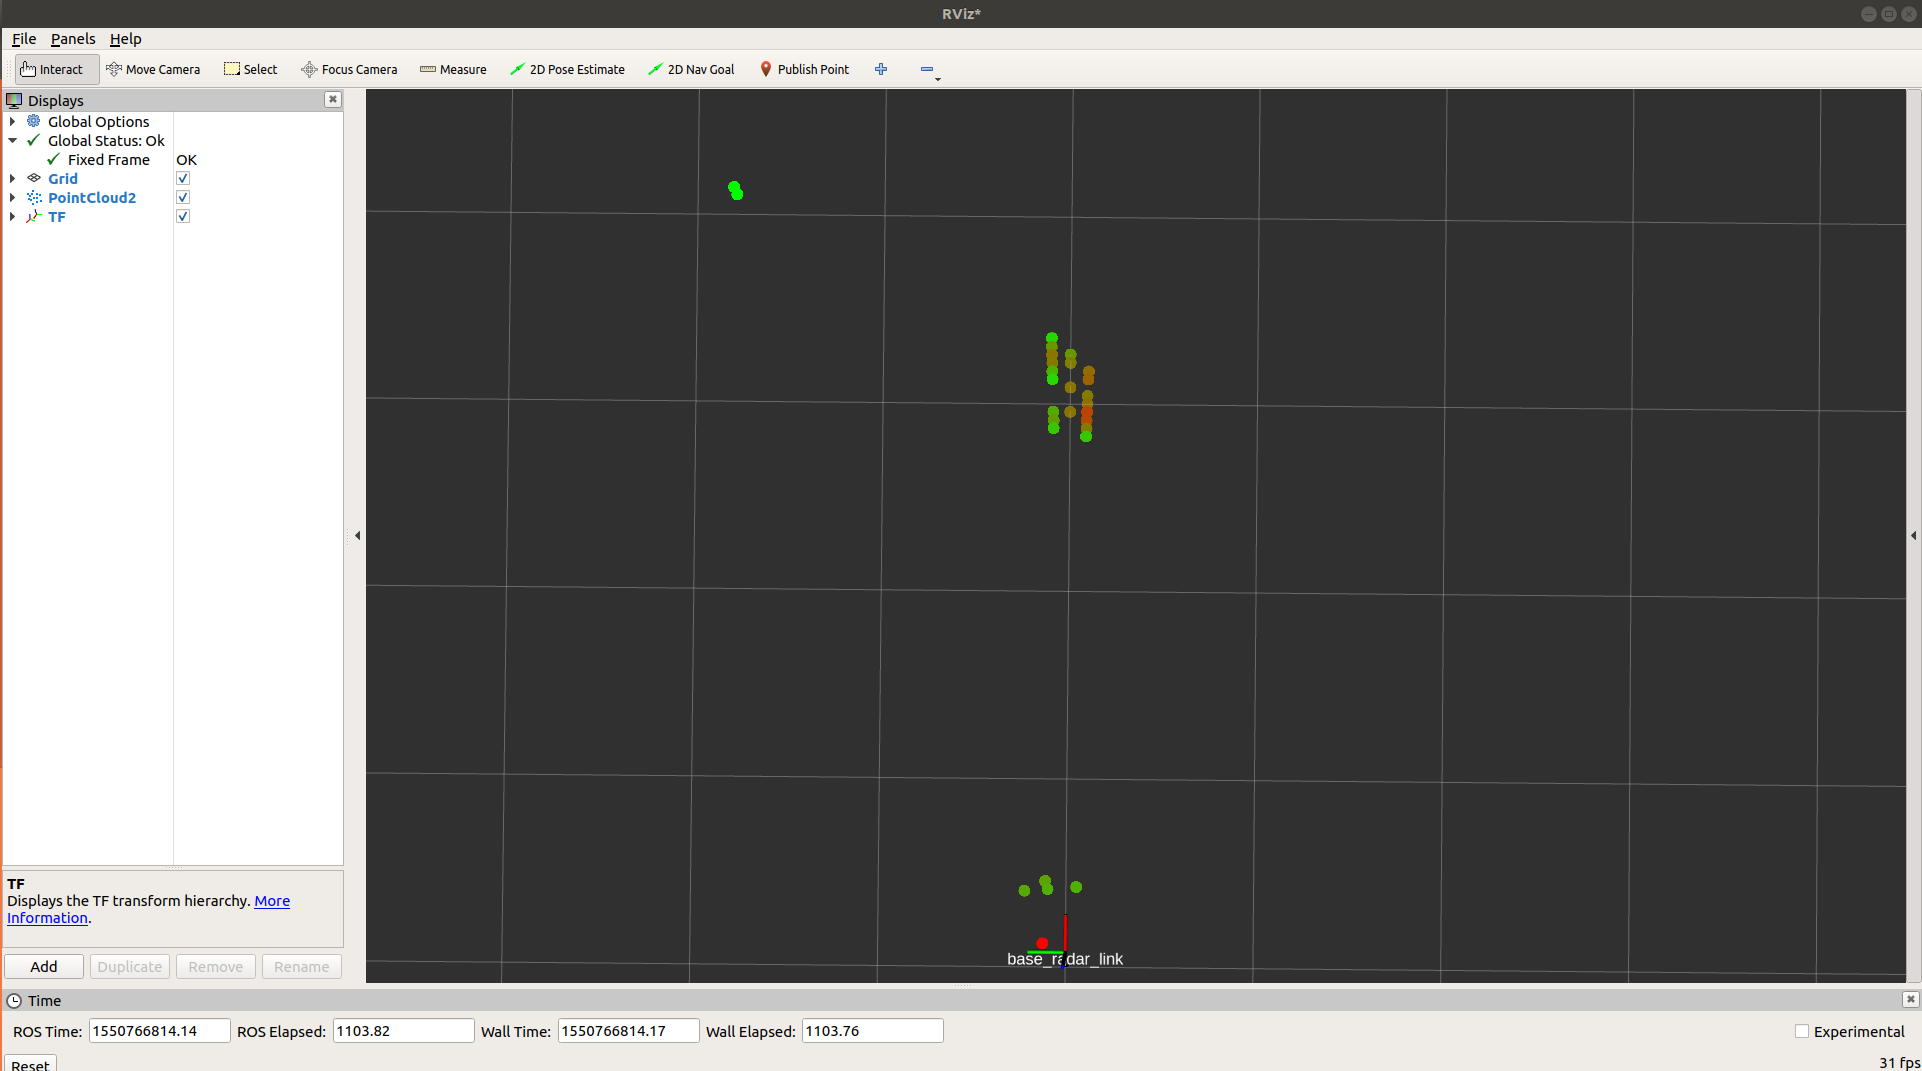 RViz*
File Panels Help
Interact Move Camera Select Focus Camera Measure 2D Pose Estimate 2D Nav Goal Publish Point
Displays
Global Options
Global Status: Ok
Fixed Frame OK
Grid
PointCloud2
TF
TF
Displays the TF transform hierarchy. More
Information.
Add Duplicate Remove Rename
base_radar_link
Time
ROS Time: 1550766814.14 ROS Elapsed: 1103.82 Wall Time: 1550766814.17 Wall Elapsed: 1103.76 Experimental
Reset 31 fps